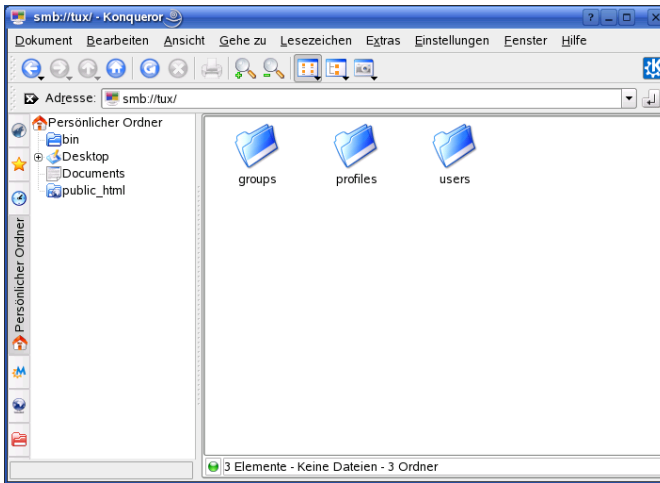 smb://tux/ - Konqueror
Dokument Bearbeiten Ansicht Gehe zu Lesezeichen Extras Einstellungen Fenster Hilfe
Adresse: smb://tux/
Persönlicher Ordner
bin
Desktop
Documents
public_html
Persönlicher Ordner
groups profiles users
3 Elemente - Keine Dateien - 3 Ordner